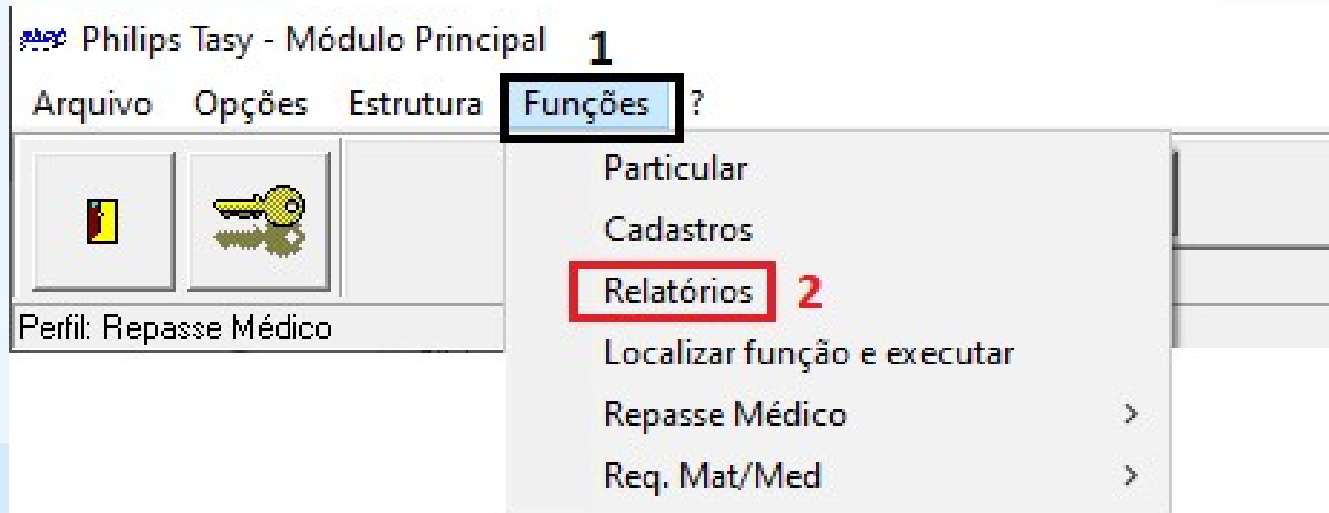 Philips Tasy - Módulo Principal
1
Arquivo Opções Estrutura Funções ?
Particular
Cadastros
Relatórios 2
Perfil: Repasse Médico
Localizar função e executar
Repasse Médico >
Req. Mat/Med >